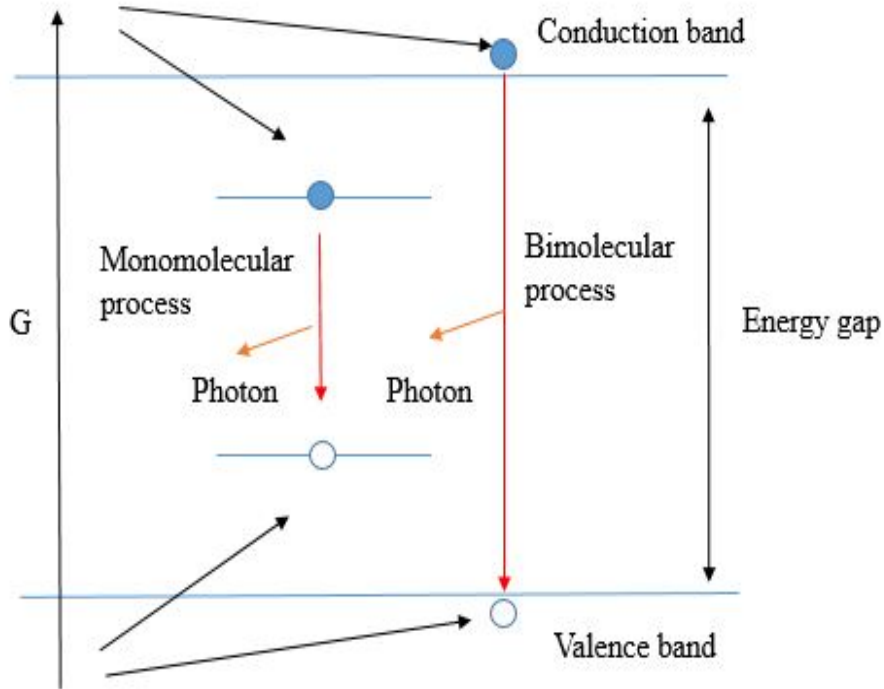 Conduction band
Monomolecular
process
Bimolecular
process
G
Energy gap
Photon
Photon
Valence band